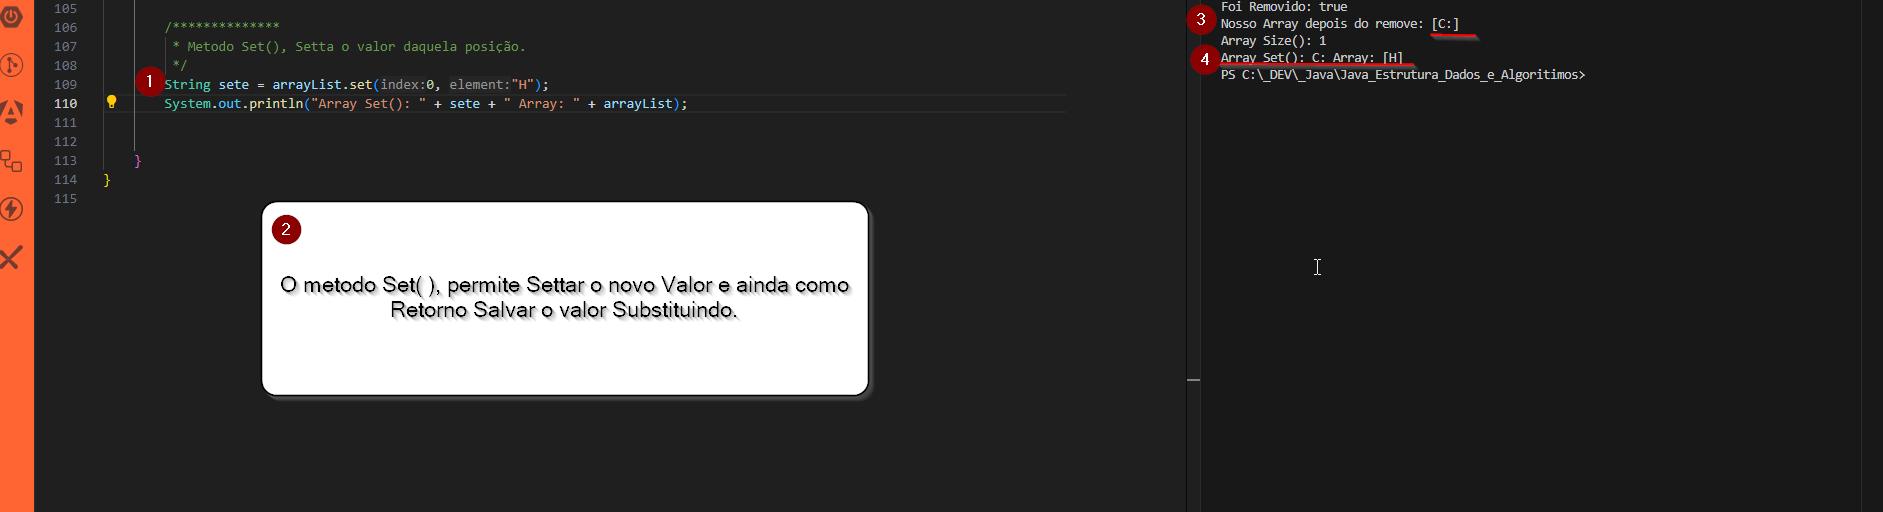 105
106 /**************
107 * Metodo Set(), Setta o valor daquela posição.
108 */
1
109 String sete = arrayList.set(index:0, element:"H");
110 System.out.println("Array Set(): " + sete + " Array: " + arrayList);
111
112
113 }
114 }
115
2
O metodo Set( ), permite Settar o novo Valor e ainda como
Retorno Salvar o valor Substituindo.
Foi Removido: true
3
Nosso Array depois do remove: [C:]
Array Size(): 1
4
Array Set(): C: Array: [H]
PS C:\_DEV\_Java\Java_Estrutura_Dados_e_Algoritimos>